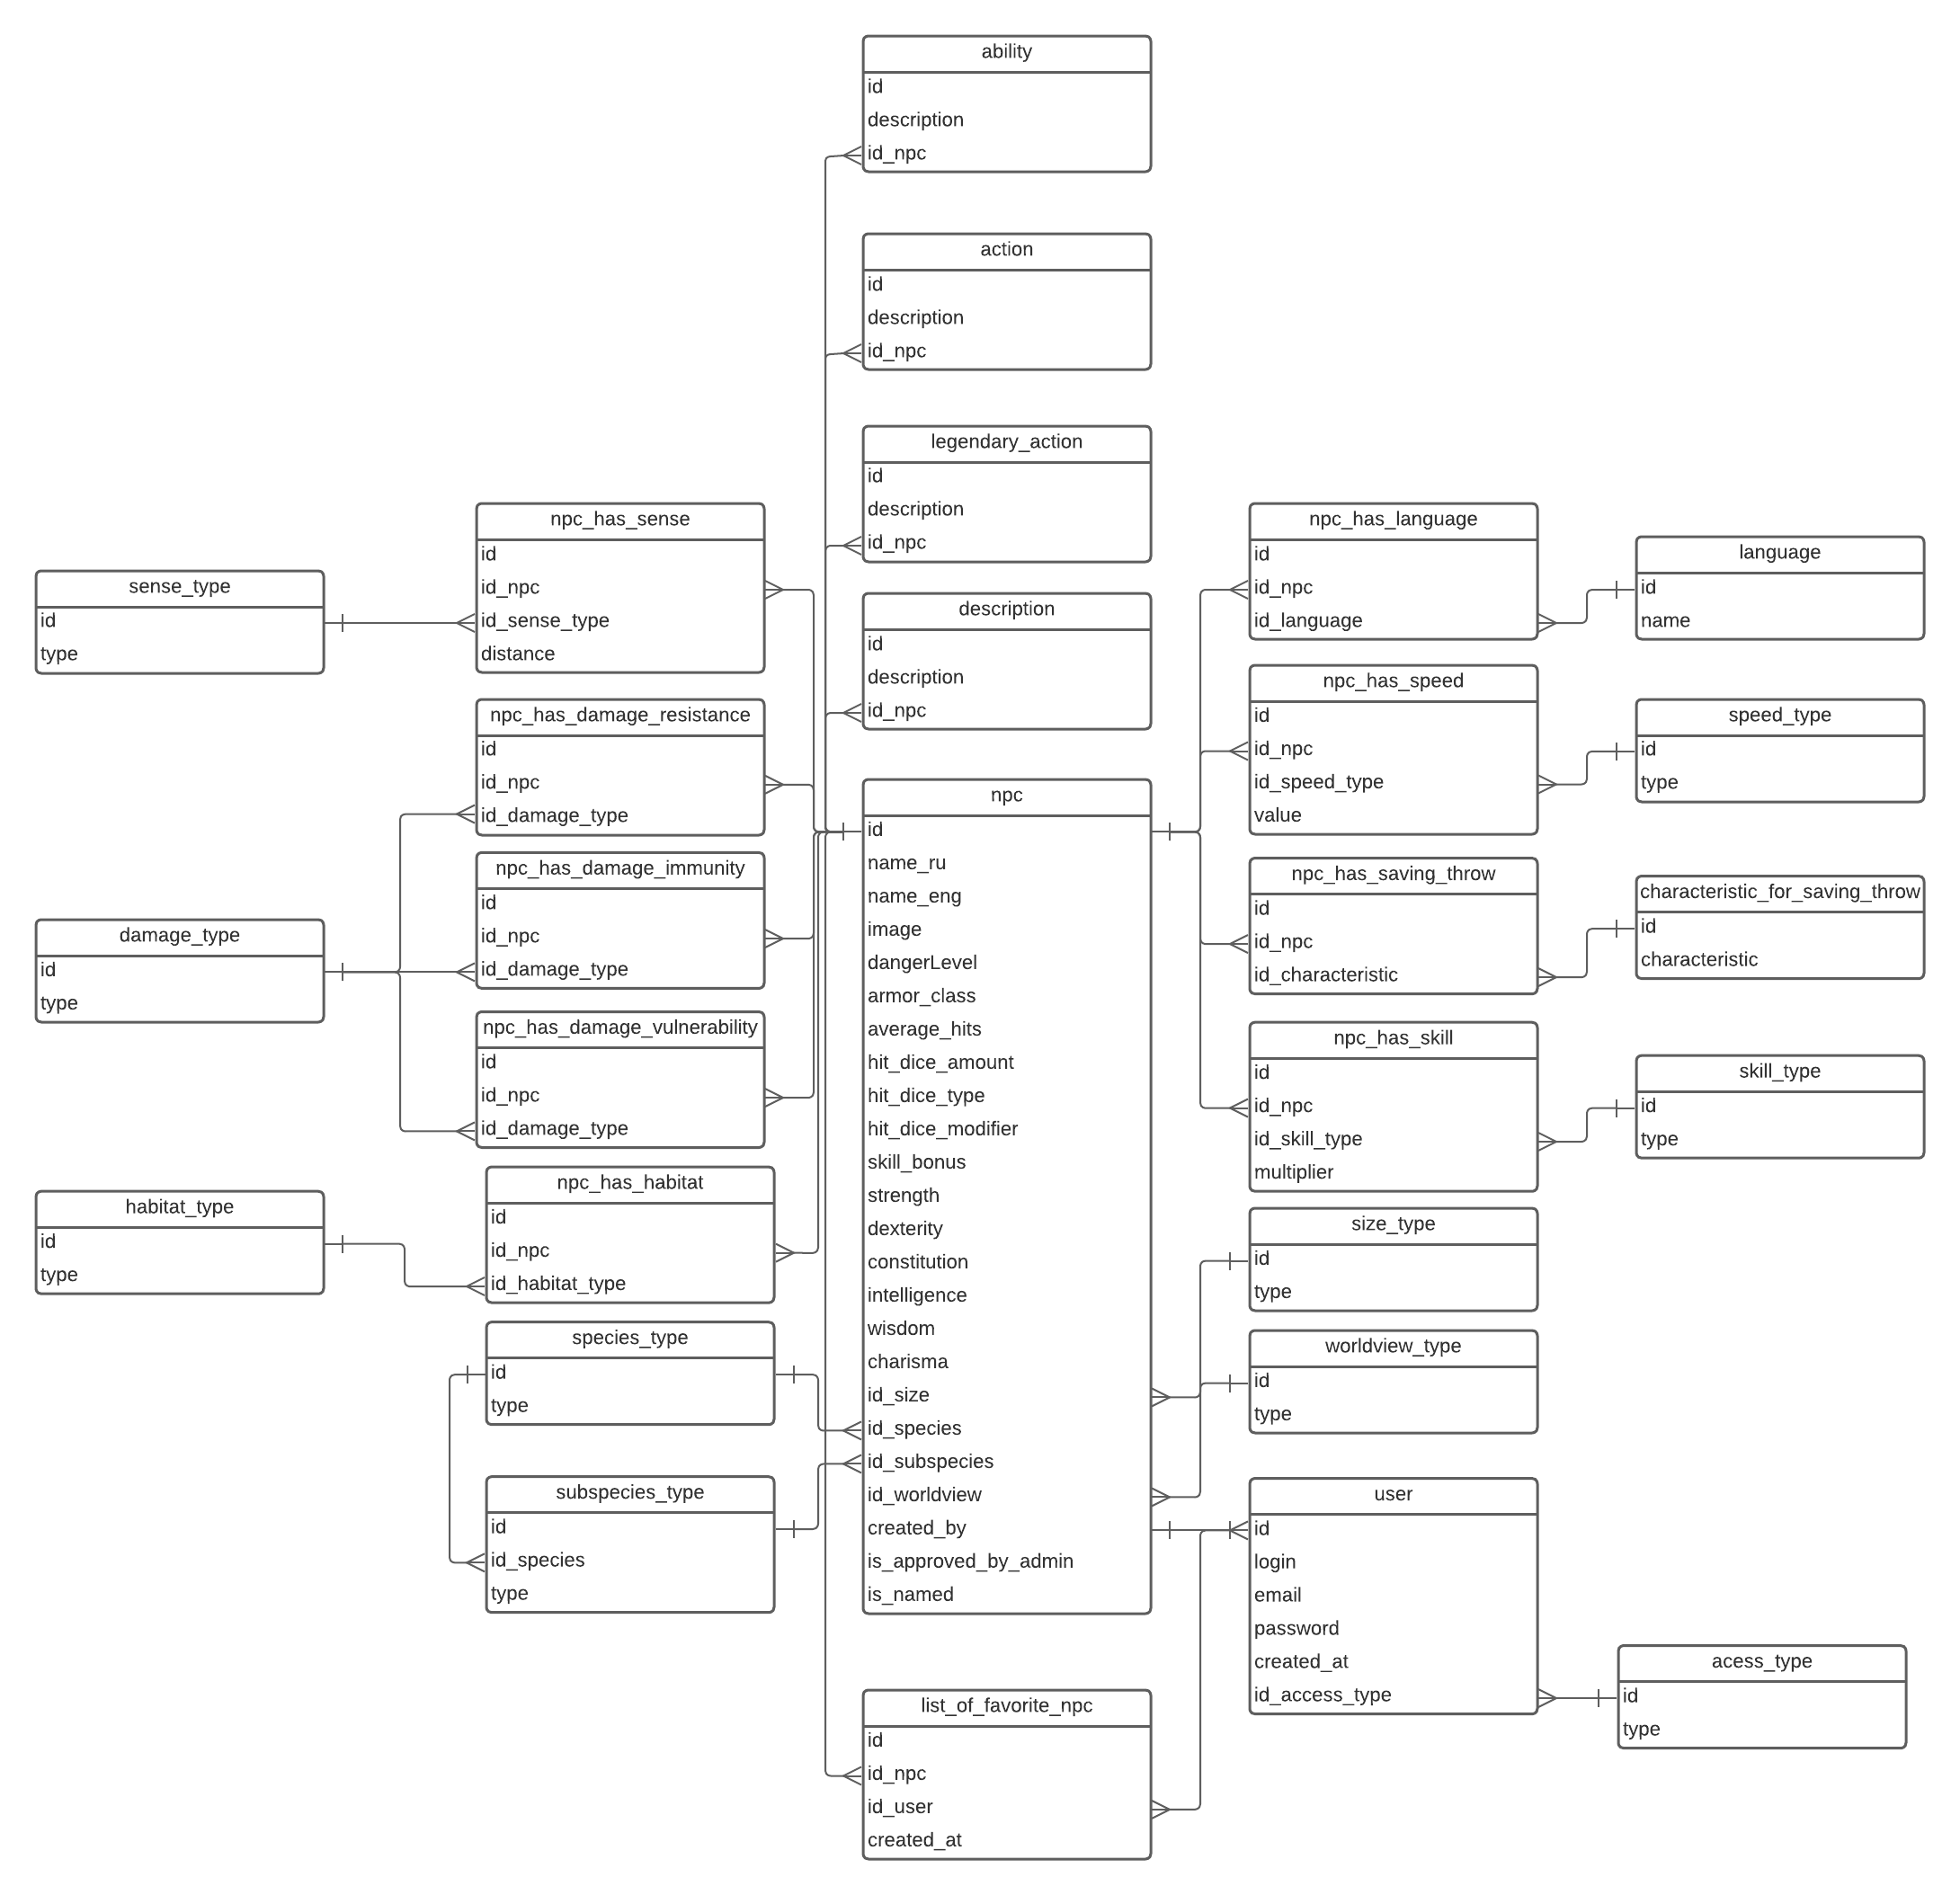 ability
id
description
id_npc
action
id
description
id_npc
legendary_action
id
description
id_npc
description
id
description
id_npc
sense_type
id
type
npc_has_sense
id
id_npc
id_sense_type
distance
npc_has_damage_resistance
id
id_npc
id_damage_type
damage_type
id
type
npc_has_damage_immunity
id
id_npc
id_damage_type
npc_has_damage_vulnerability
id
id_npc
id_damage_type
habitat_type
id
type
npc_has_habitat
id
id_npc
id_habitat_type
species_type
id
type
subspecies_type
id
id_species
type
npc
id
name_ru
name_eng
image
dangerLevel
armor_class
average_hits
hit_dice_amount
hit_dice_type
hit_dice_modifier
skill_bonus
strength
dexterity
constitution
intelligence
wisdom
charisma
id_size
id_species
id_subspecies
id_worldview
created_by
is_approved_by_admin
is_named
list_of_favorite_npc
id
id_npc
id_user
created_at
npc_has_language
id
id_npc
id_language
language
id
name
npc_has_speed
id
id_npc
id_speed_type
value
speed_type
id
type
npc_has_saving_throw
id
id_npc
id_characteristic
characteristic_for_saving_throw
id
characteristic
npc_has_skill
id
id_npc
id_skill_type
multiplier
skill_type
id
type
size_type
id
type
worldview_type
id
type
user
id
login
email
password
created_at
id_access_type
acess_type
id
type